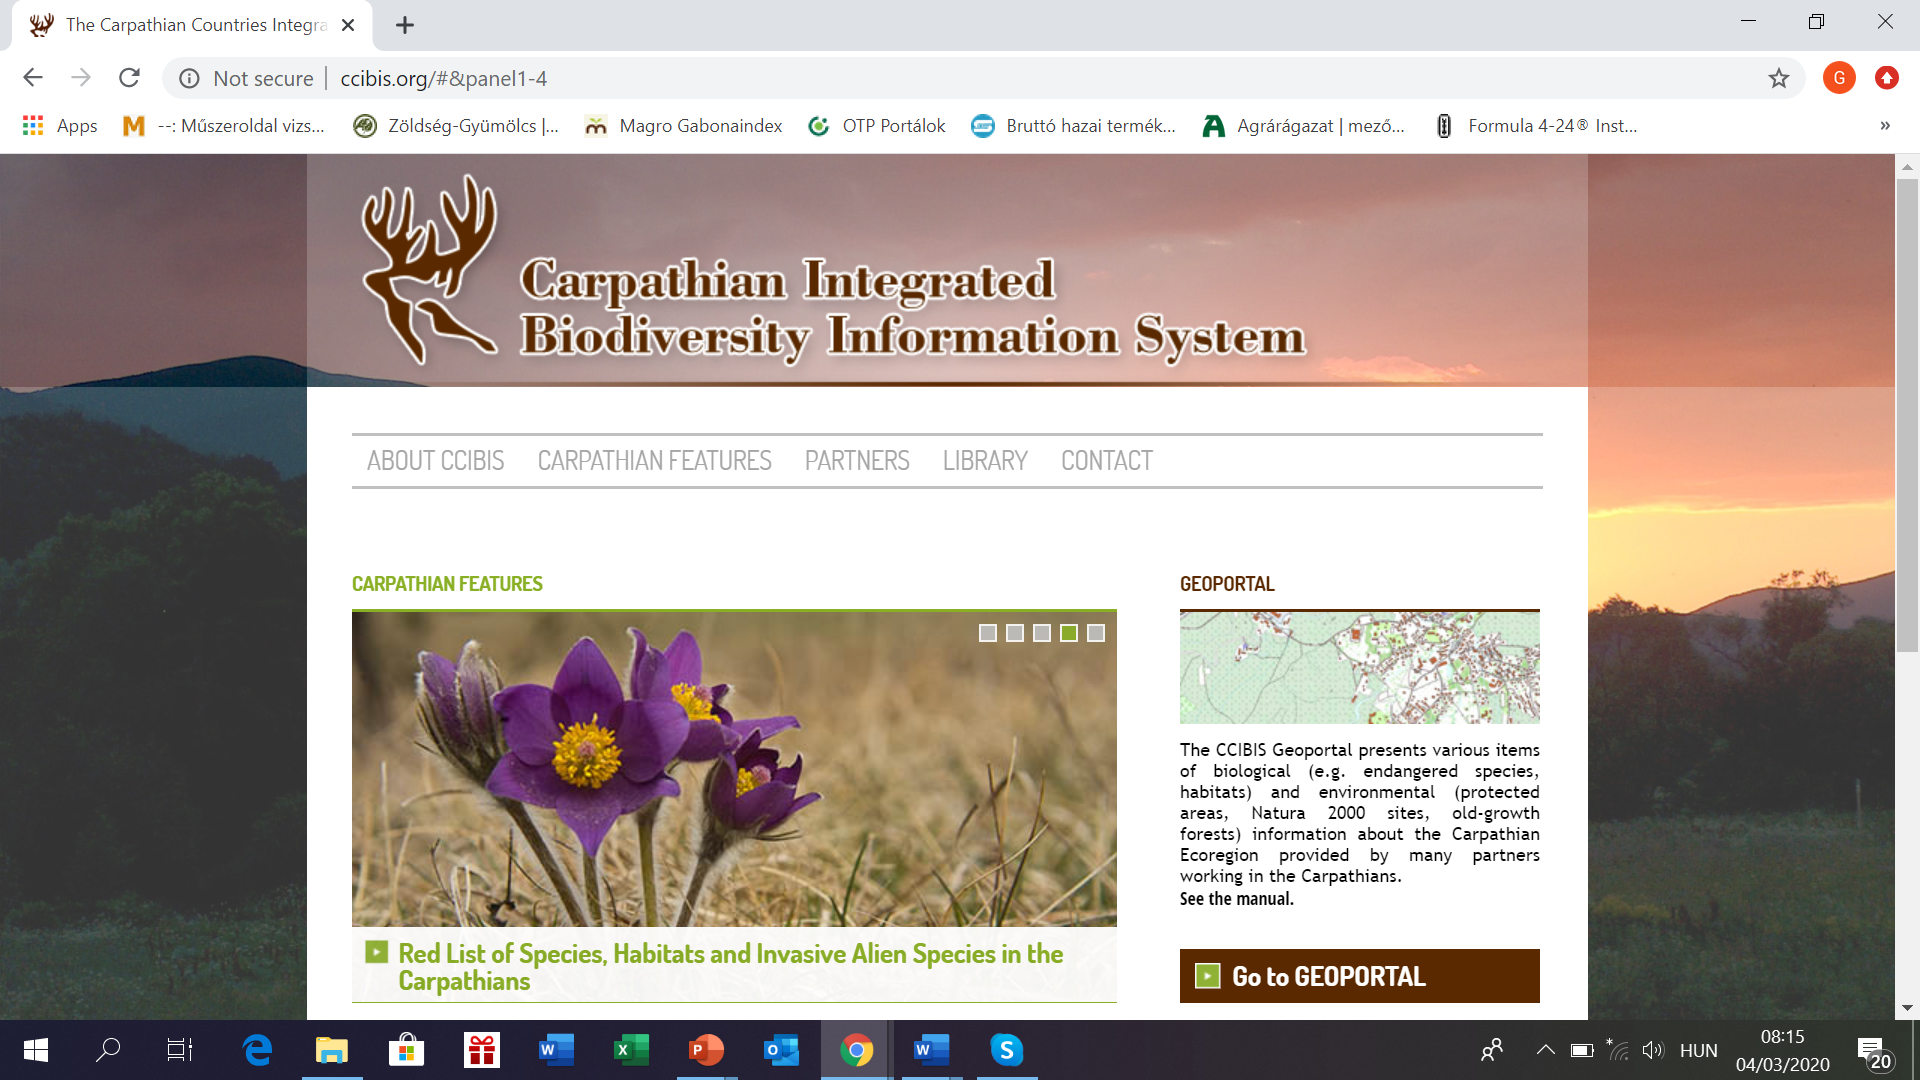 The Carpathian Countries Integra
Not secure
ccibis.org/#&panel1-4
G
Apps
--: Műszeroldal vizs...
Zöldség-Gyümölcs |...
Magro Gabonaindex
OTP Portálok
Bruttó hazai termék...
Agrárágazat | mező...
Formula 4-24® Inst...
»
Carpathian Integrated
Biodiversity Information System
ABOUT CCIBIS
CARPATHIAN FEATURES
PARTNERS
LIBRARY
CONTACT
CARPATHIAN FEATURES
Red List of Species, Habitats and Invasive Alien Species in the
Carpathians
GEOPORTAL
The CCIBIS Geoportal presents various items
of biological (e.g. endangered species,
habitats) and environmental (protected
areas, Natura 2000 sites, old-growth
forests) information about the Carpathian
Ecoregion provided by many partners
working in the Carpathians.
See the manual.
Go to GEOPORTAL
HUN
08:15
04/03/2020
20